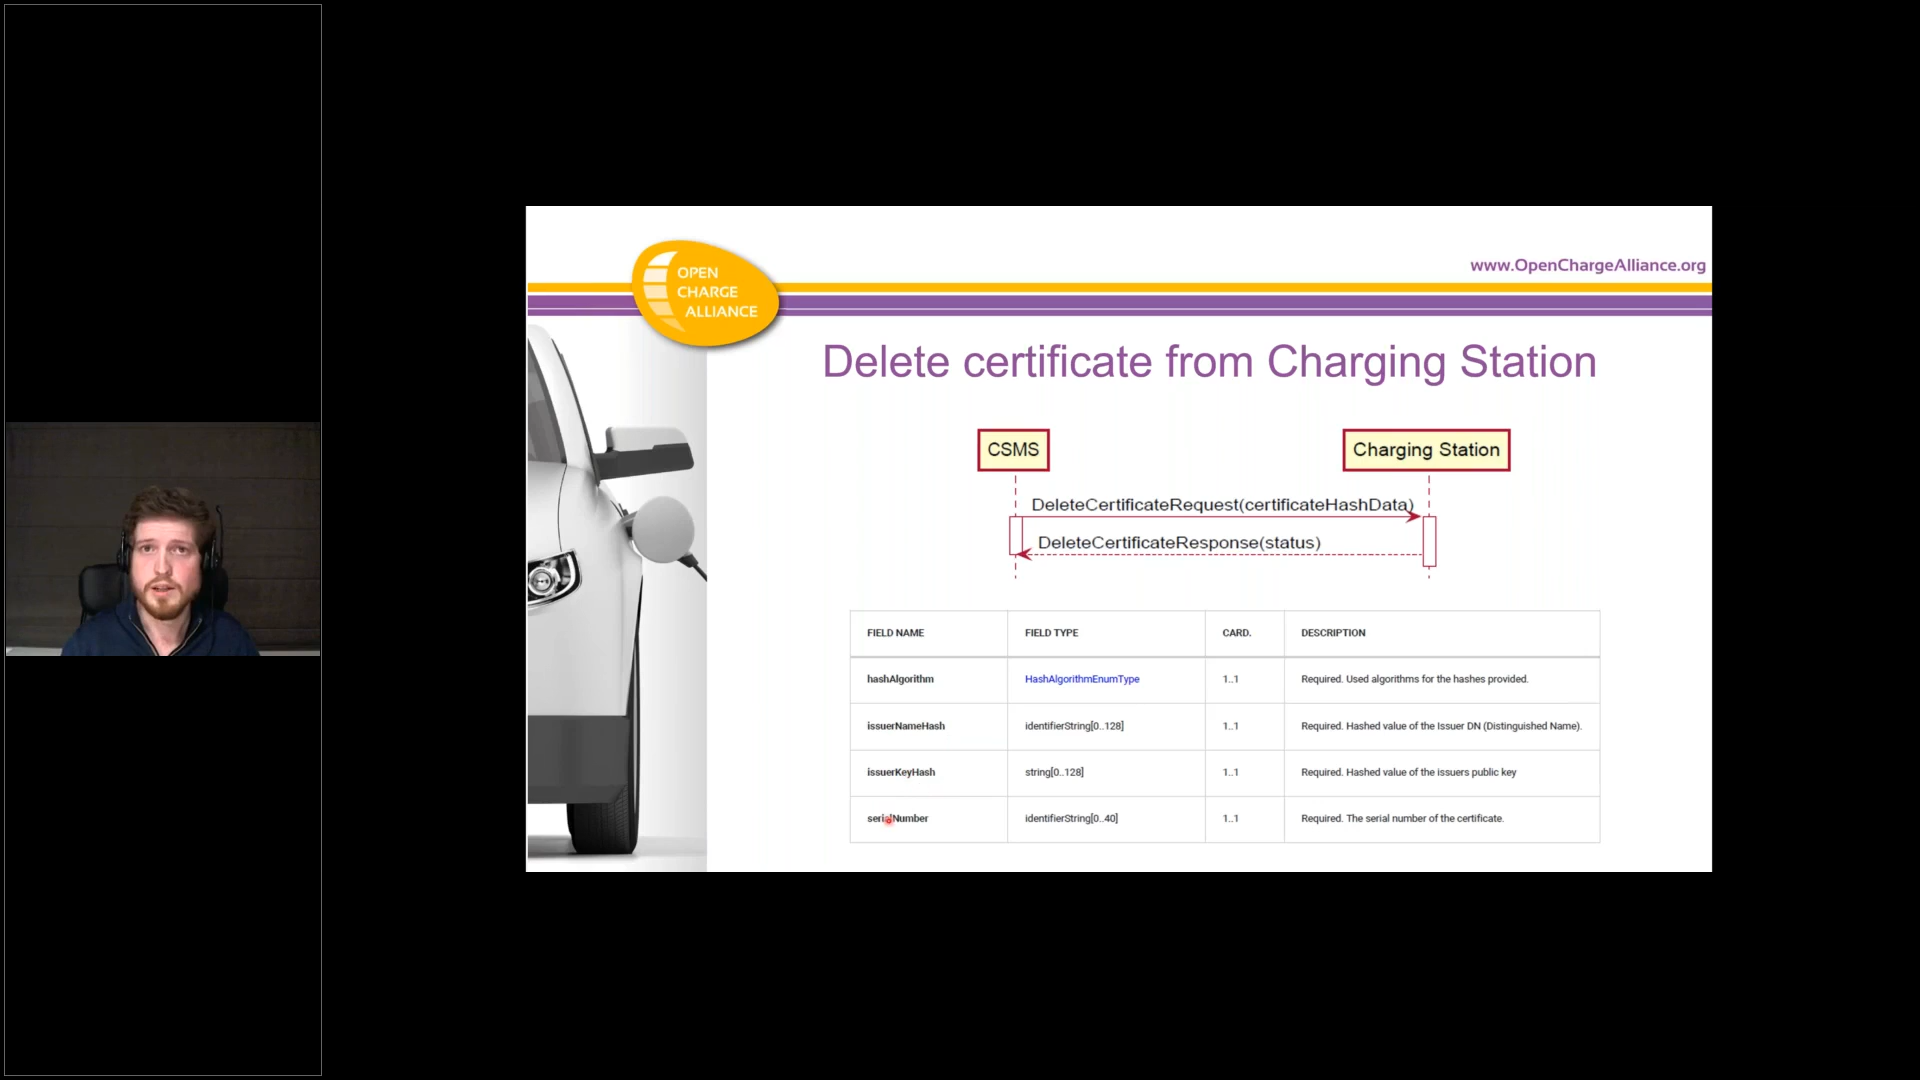 OPEN
CHARGE
ALLIANCE
www.OpenChargeAlliance.org
Delete certificate from Charging Station
CSMS
Charging Station
DeleteCertificateRequest(certificateHashData)
DeleteCertificateResponse(status)
FIELD NAME FIELD TYPE CARD. DESCRIPTION
hashAlgorithm HashAlgorithmEnumType 1..1 Required. Used algorithms for the hashes provided.
issuerNameHash identifierString[0..128] 1..1 Required. Hashed value of the Issuer DN (Distinguished Name).
issuerKeyHash string[0..128] 1..1 Required. Hashed value of the issuers public key
serialNumber identifierString[0..40] 1..1 Required. The serial number of the certificate.